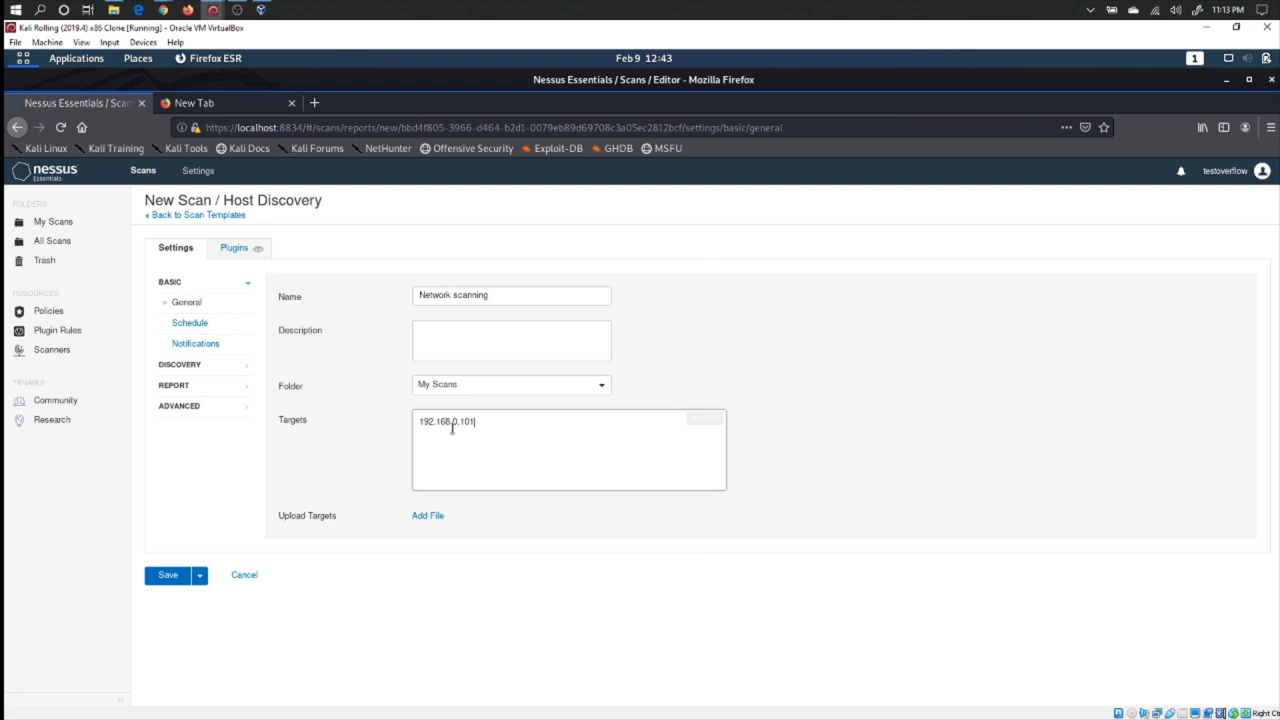 11:13 PM
Kali Rolling (2019.4) x86 Clone [Running] - Oracle VM VirtualBox
File Machine View Input Devices Help
Applications Places Firefox ESR Feb 9 12:43 1
Nessus Essentials / Scans / Editor - Mozilla Firefox
Nessus Essentials / Scan New Tab
https://localhost:8834/#/scans/reports/new/bbd4f805-3966-d464-b2d1-0079eb89d69708c3a05ec2812bcf/settings/basic/general
Kali Linux Kali Training Kali Tools Kali Docs Kali Forums NetHunter Offensive Security Exploit-DB GHDB MSFU
nessus Essentials Scans Settings testoverflow
FOLDERS
My Scans
All Scans
Trash
RESOURCES
Policies
Plugin Rules
Scanners
TENABLE
Community
Research
New Scan / Host Discovery
Back to Scan Templates
Settings Plugins
BASIC
General
Schedule
Notifications
DISCOVERY
REPORT
ADVANCED
Name Network scanning
Description
Folder My Scans
Targets 192.168.0.101
Upload Targets Add File
Save Cancel
Right Ct